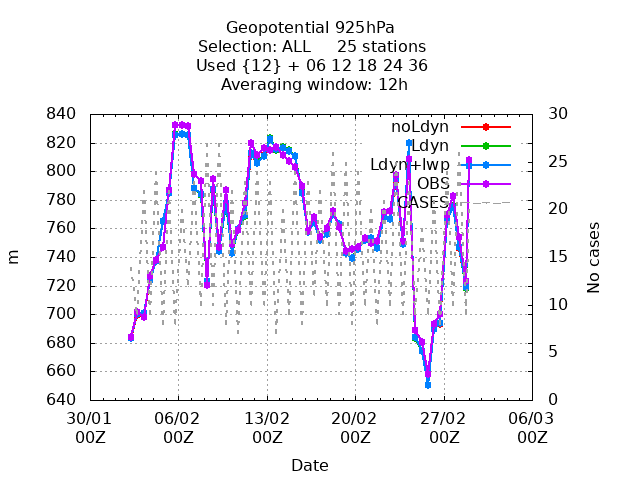 Geopotential 925hPa
Selection: ALL 25 stations
Used {12} + 06 12 18 24 36
Averaging window: 12h
840 30
noLdyn
Ldyn
820
Ldyn+lwp
25
800
OBS
CASES
780 20
760
m
740 15
No cases
720
700 10
680
5
660
640 0
30/01 06/02 13/02 20/02 27/02 06/03
00Z 00Z 00Z 00Z 00Z 00Z
Date